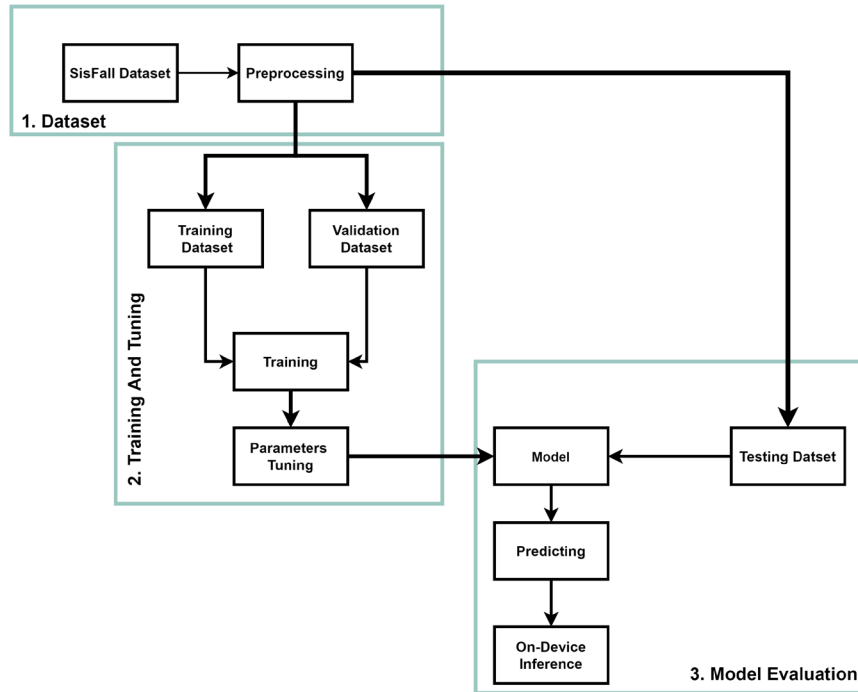 SisFall Dataset
Preprocessing
1. Dataset
Training
Dataset
Validation
Dataset
Training
Parameters
Tuning
2. Training And Tuning
Model
Testing Datset
Predicting
On-Device
Inference
3. Model Evaluation